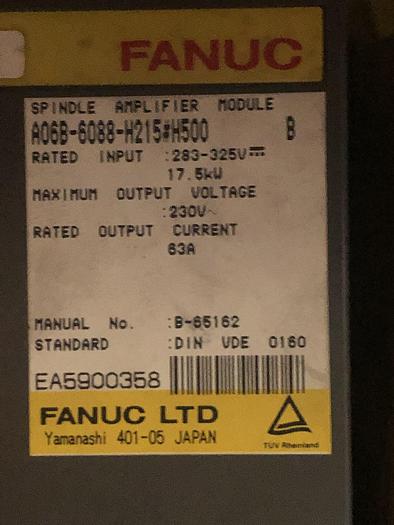 FANUC
SPINDLE AMPLIFIER MODULE
A06B-6088-H215#H500 B
RATED INPUT :283-325V⎓
17.5kW
MAXIMUM OUTPUT VOLTAGE
:230V~
RATED OUTPUT CURRENT
63A
MANUAL No. :B-65162
STANDARD :DIN VDE 0160
EA5900358
FANUC LTD
Yamanashi 401-05 JAPAN
TÜV Rheinland